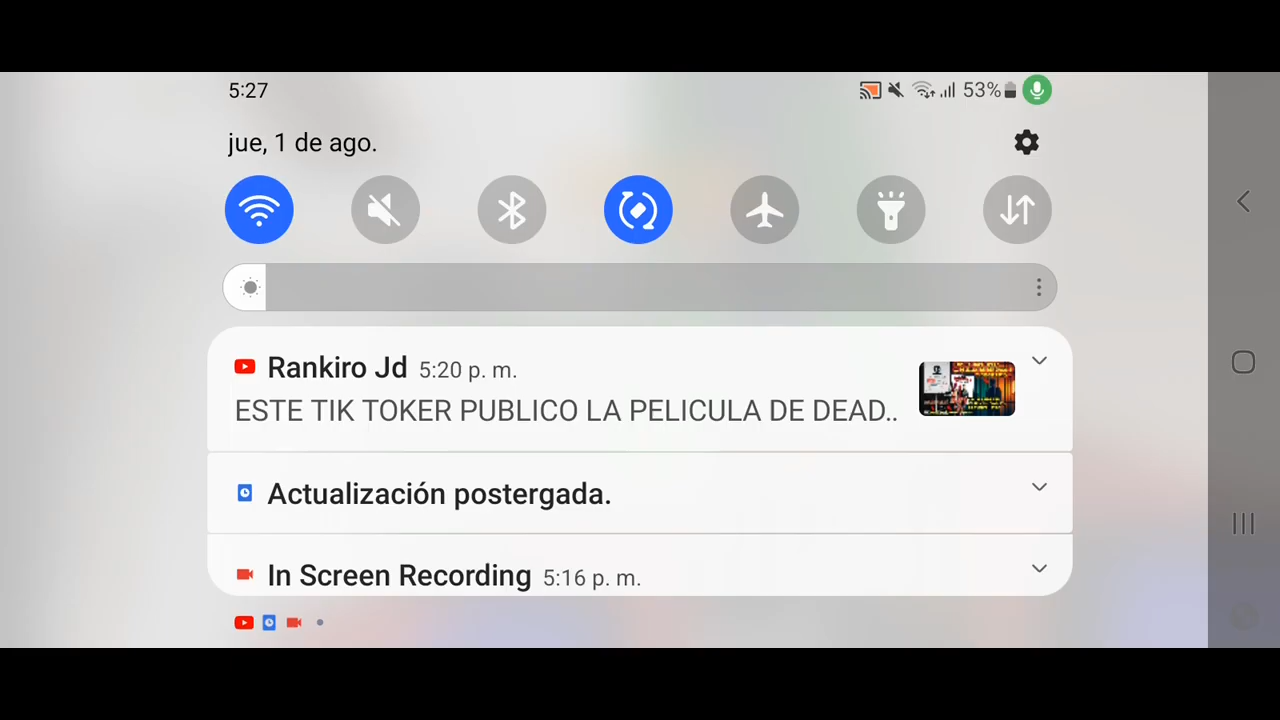 5:27
53%
jue, 1 de ago.
Rankiro Jd 5:20 p. m.
ESTE TIK TOKER PUBLICO LA PELICULA DE DEAD..
Actualización postergada.
In Screen Recording 5:16 p. m.